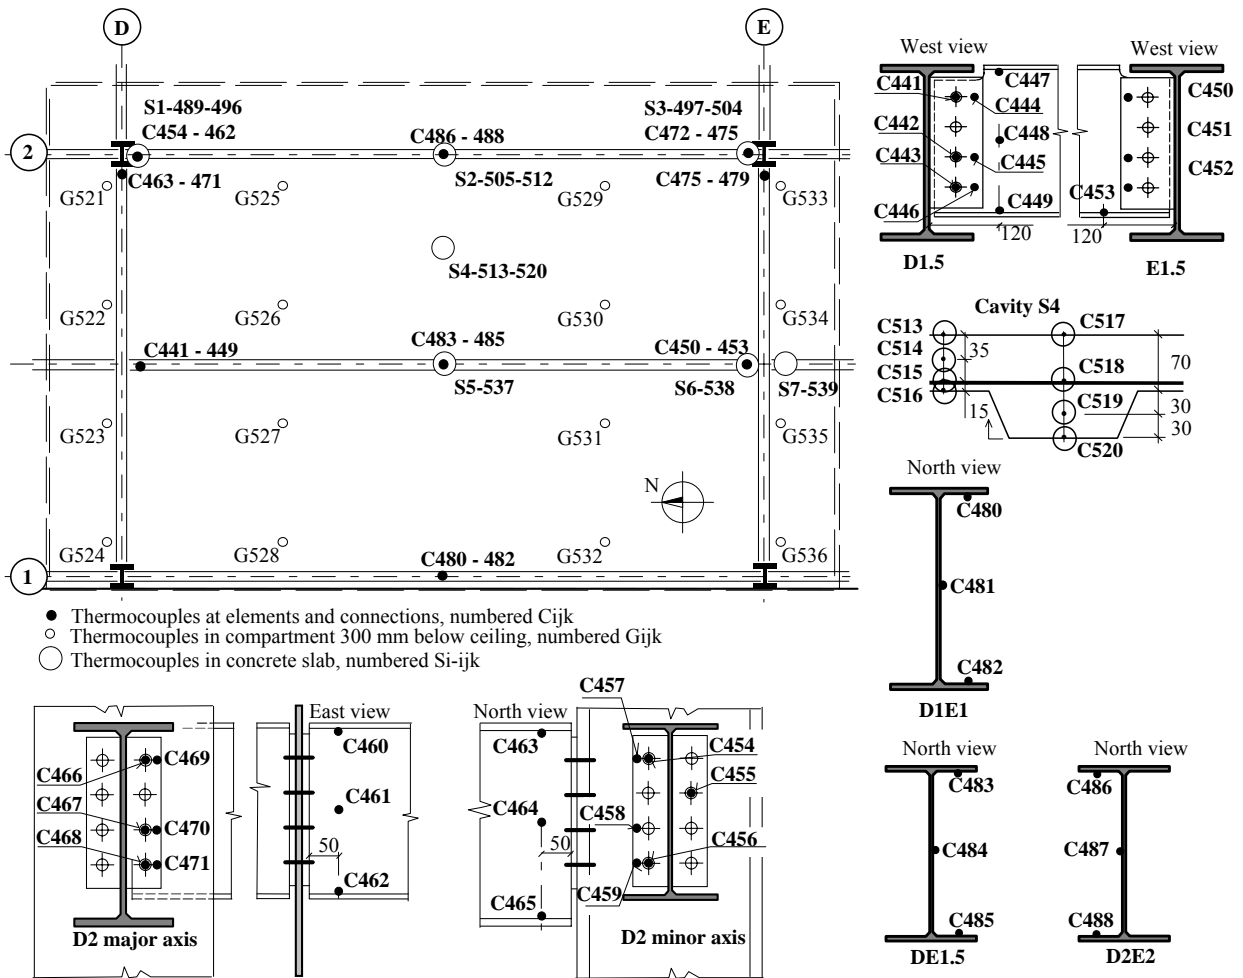 D
E
S1-489-496
C454 - 462
C486 - 488
S3-497-504
C472 - 475
2
C463 - 471
S2-505-512
C475 - 479
G521
G525
G529
G533
S4-513-520
G522
G526
G530
G534
C441 - 449
C483 - 485
C450 - 453
S5-537
S6-538
S7-539
G523
G527
G531
G535
N
G524
G528
C480 - 482
G532
G536
1
Thermocouples at elements and connections, numbered Cijk
Thermocouples in compartment 300 mm below ceiling, numbered Gijk
Thermocouples in concrete slab, numbered Si-ijk
West view
West view
C441
C447
C450
C444
C442
C448
C451
C443
C445
C452
C446
C449
C453
120
120
D1.5
E1.5
Cavity S4
C513
C517
C514
35
70
C515
C518
C516
15
C519
30
C520
30
North view
C480
C481
C482
D1E1
East view
C466
C469
C460
C467
C470
C461
C468
C471
50
C462
D2 major axis
North view
C457
C463
C454
C455
C464
C458
C456
50
C459
C465
D2 minor axis
North view
North view
C483
C486
C484
C487
C485
C488
DE1.5
D2E2